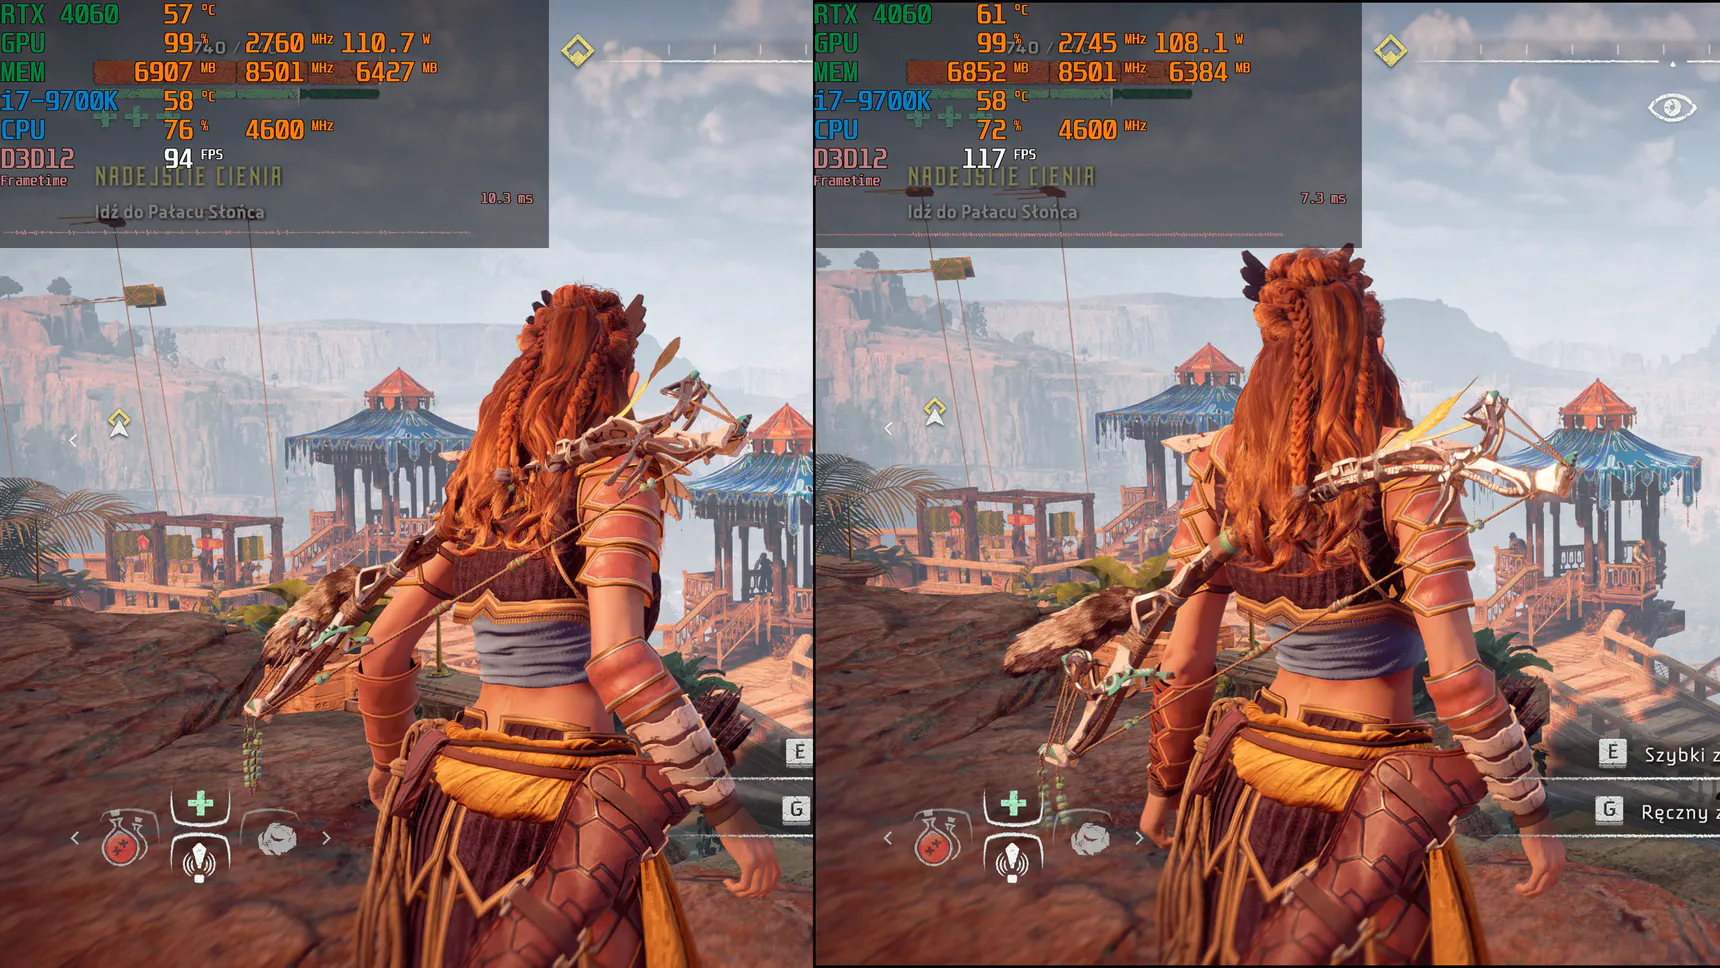 RTX 4060 57 °C
GPU 99 % 2760 MHz 110.7 W
MEM 6907 MB 8501 MHz 6427 MB
i7-9700K 58 °C
CPU 76 % 4600 MHz
D3D12 94 FPS
Frametime
10.3 ms
NADEJŚCIE CIENIA
Idź do Pałacu Słońca
E
G
RTX 4060 61 °C
GPU 99 % 2745 MHz 108.1 W
MEM 6852 MB 8501 MHz 6384 MB
i7-9700K 58 °C
CPU 72 % 4600 MHz
D3D12 117 FPS
Frametime
7.3 ms
NADEJŚCIE CIENIA
Idź do Pałacu Słońca
E Szybki z
G Ręczny z